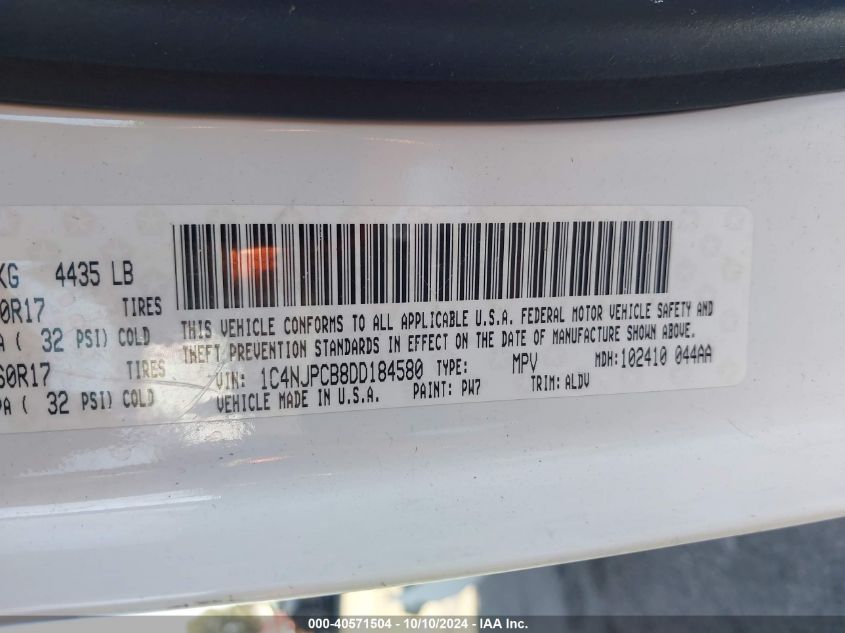 KG 4435 LB
0R17 TIRES
A ( 32 PSI) COLD
S0R17 TIRES
PA ( 32 PSI) COLD
THIS VEHICLE CONFORMS TO ALL APPLICABLE U.S.A. FEDERAL MOTOR VEHICLE SAFETY AND
THEFT PREVENTION STANDARDS IN EFFECT ON THE DATE OF MANUFACTURE SHOWN ABOVE.
VIN: 1C4NJPCB8DD184580 TYPE: MPV MDH:102410 044AA
VEHICLE MADE IN U.S.A. PAINT: PW7 TRIM: ALDV
000-40571504 - 10/10/2024 - IAA Inc.